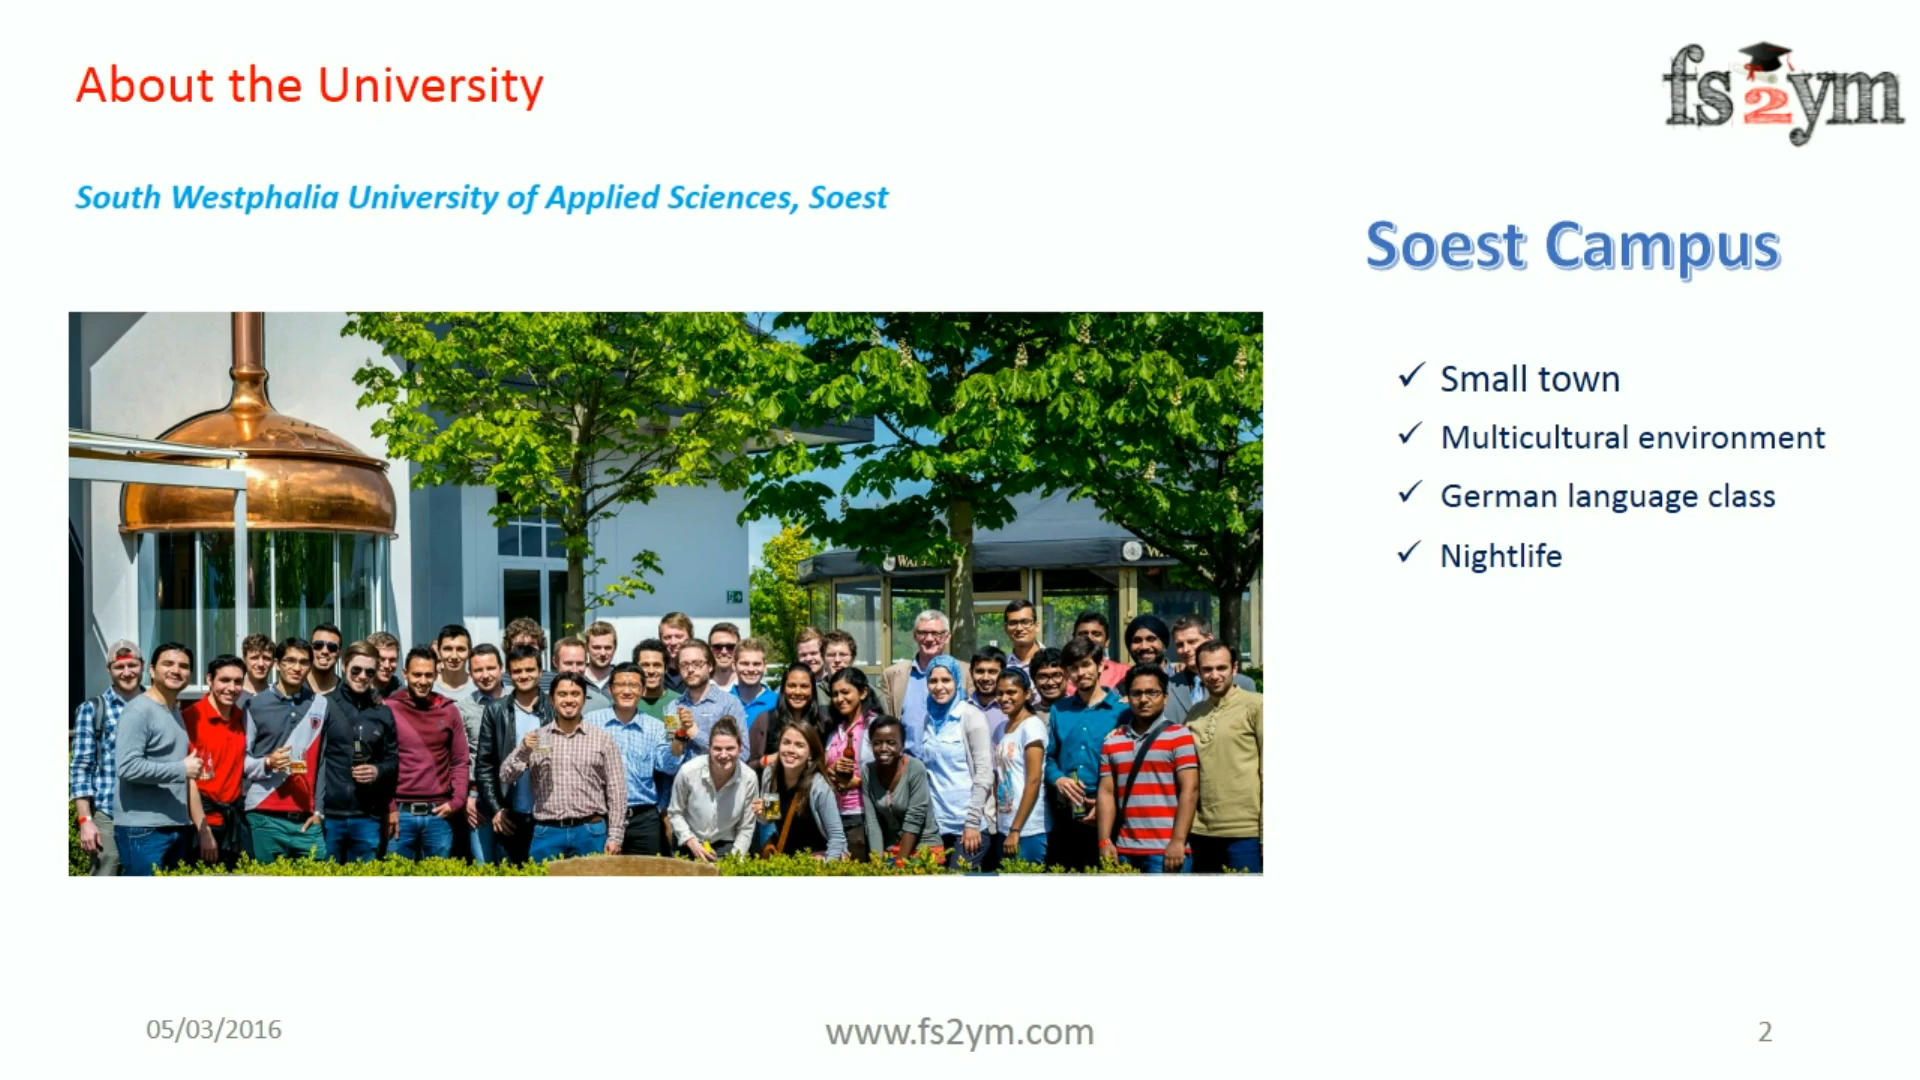 About the University
fs2ym
South Westphalia University of Applied Sciences, Soest
Soest Campus
✓ Small town
✓ Multicultural environment
✓ German language class
✓ Nightlife
05/03/2016
www.fs2ym.com
2